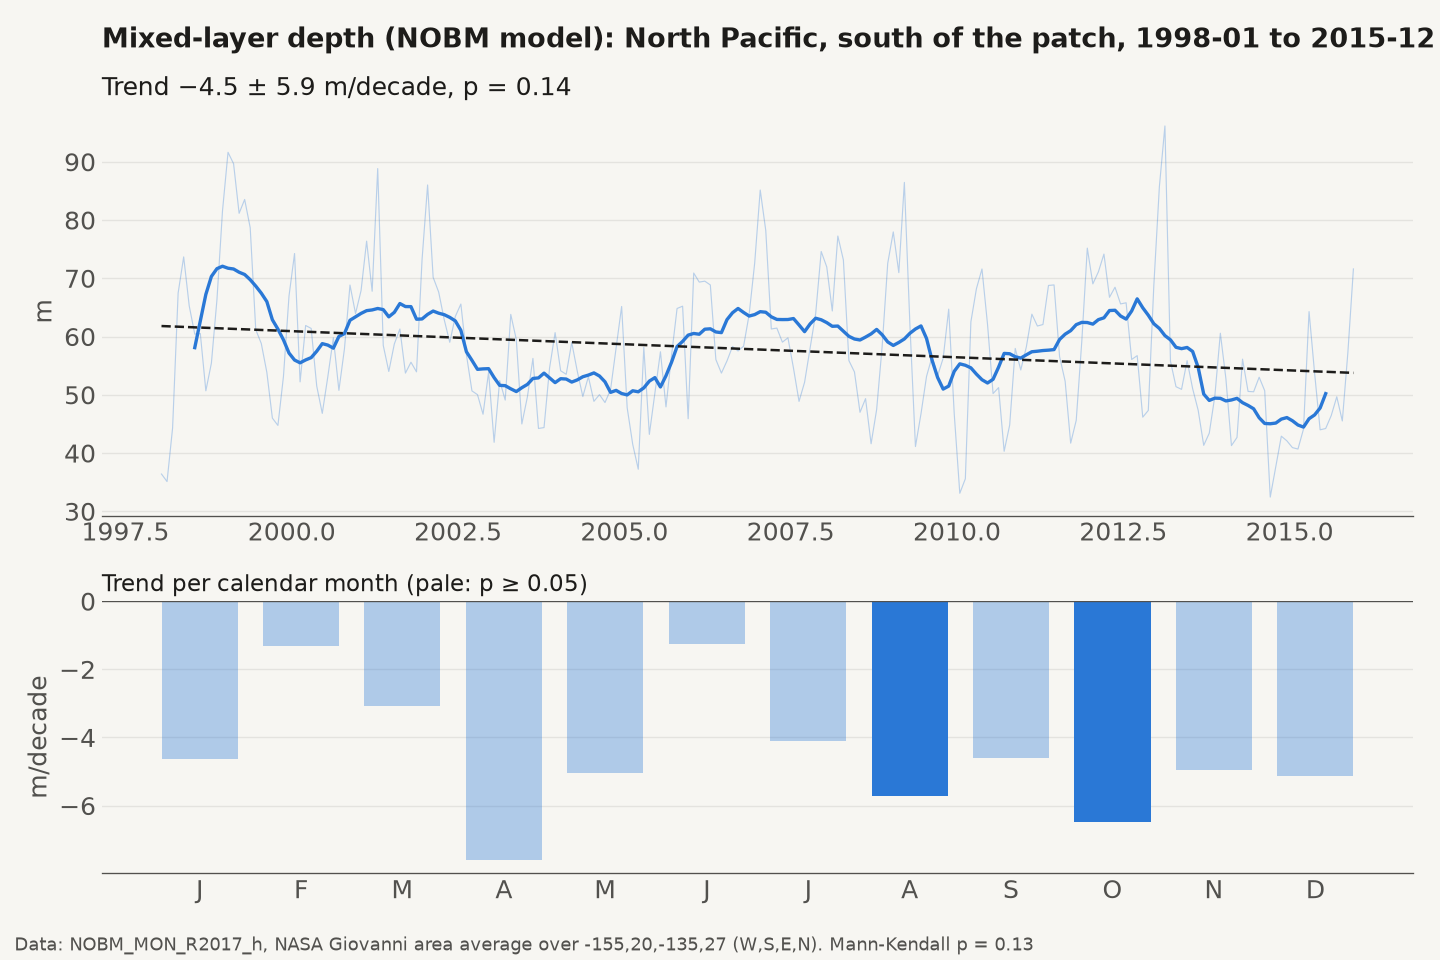 Mixed-layer depth (NOBM model): North Pacific, south of the patch, 1998-01 to 2015-12
Trend −4.5 ± 5.9 m/decade, p = 0.14
m
90
80
70
60
50
40
30
1997.5 2000.0 2002.5 2005.0 2007.5 2010.0 2012.5 2015.0
Trend per calendar month (pale: p ≥ 0.05)
m/decade
0
−2
−4
−6
J F M A M J J A S O N D
Data: NOBM_MON_R2017_h, NASA Giovanni area average over -155,20,-135,27 (W,S,E,N). Mann-Kendall p = 0.13